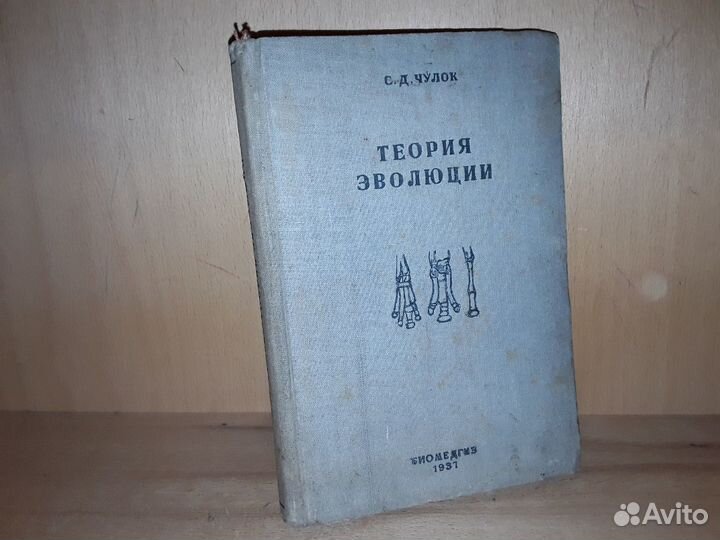 С.Д.ЧУЛОК
ТЕОРИЯ
ЭВОЛЮЦИИ
БИОМЕДГИЗ
1937
Avito